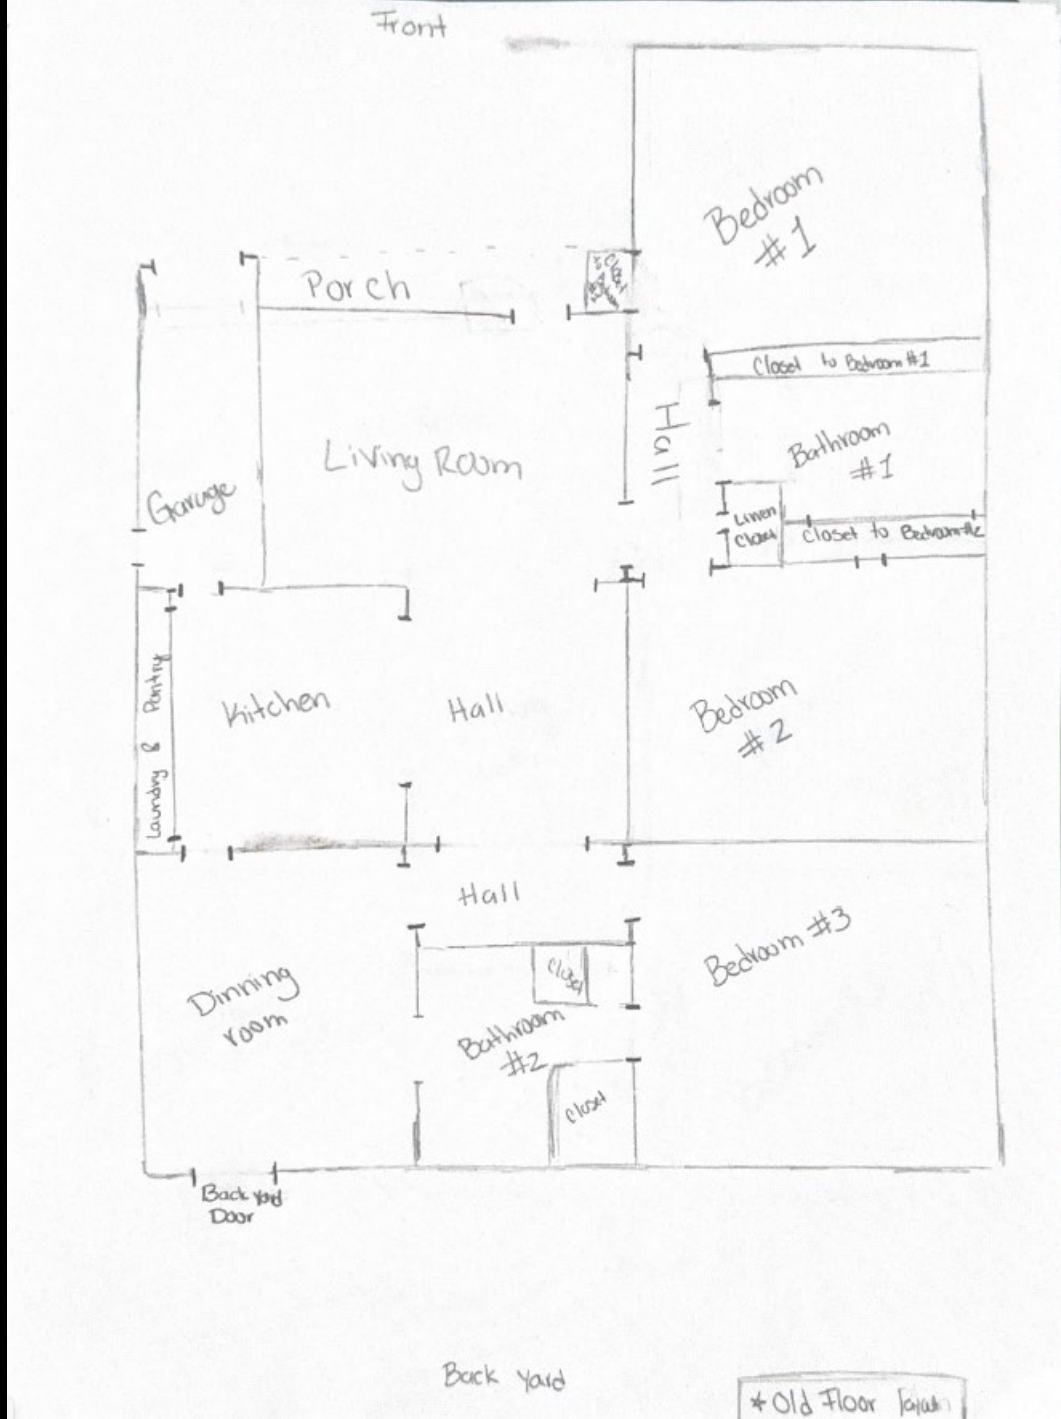 Front
Bedroom
#1
Porch
Closet to Bedroom #1
Hall
Living Room
Bathroom
#1
Garage
Linen
Closet
Closet to Bedroom #2
Laundry & Pantry
Kitchen
Hall
Bedroom
#2
Hall
Bedroom #3
Closet
Dinning
room
Bathroom
#2
Closet
Back Yard
Door
Back Yard
* Old Floor